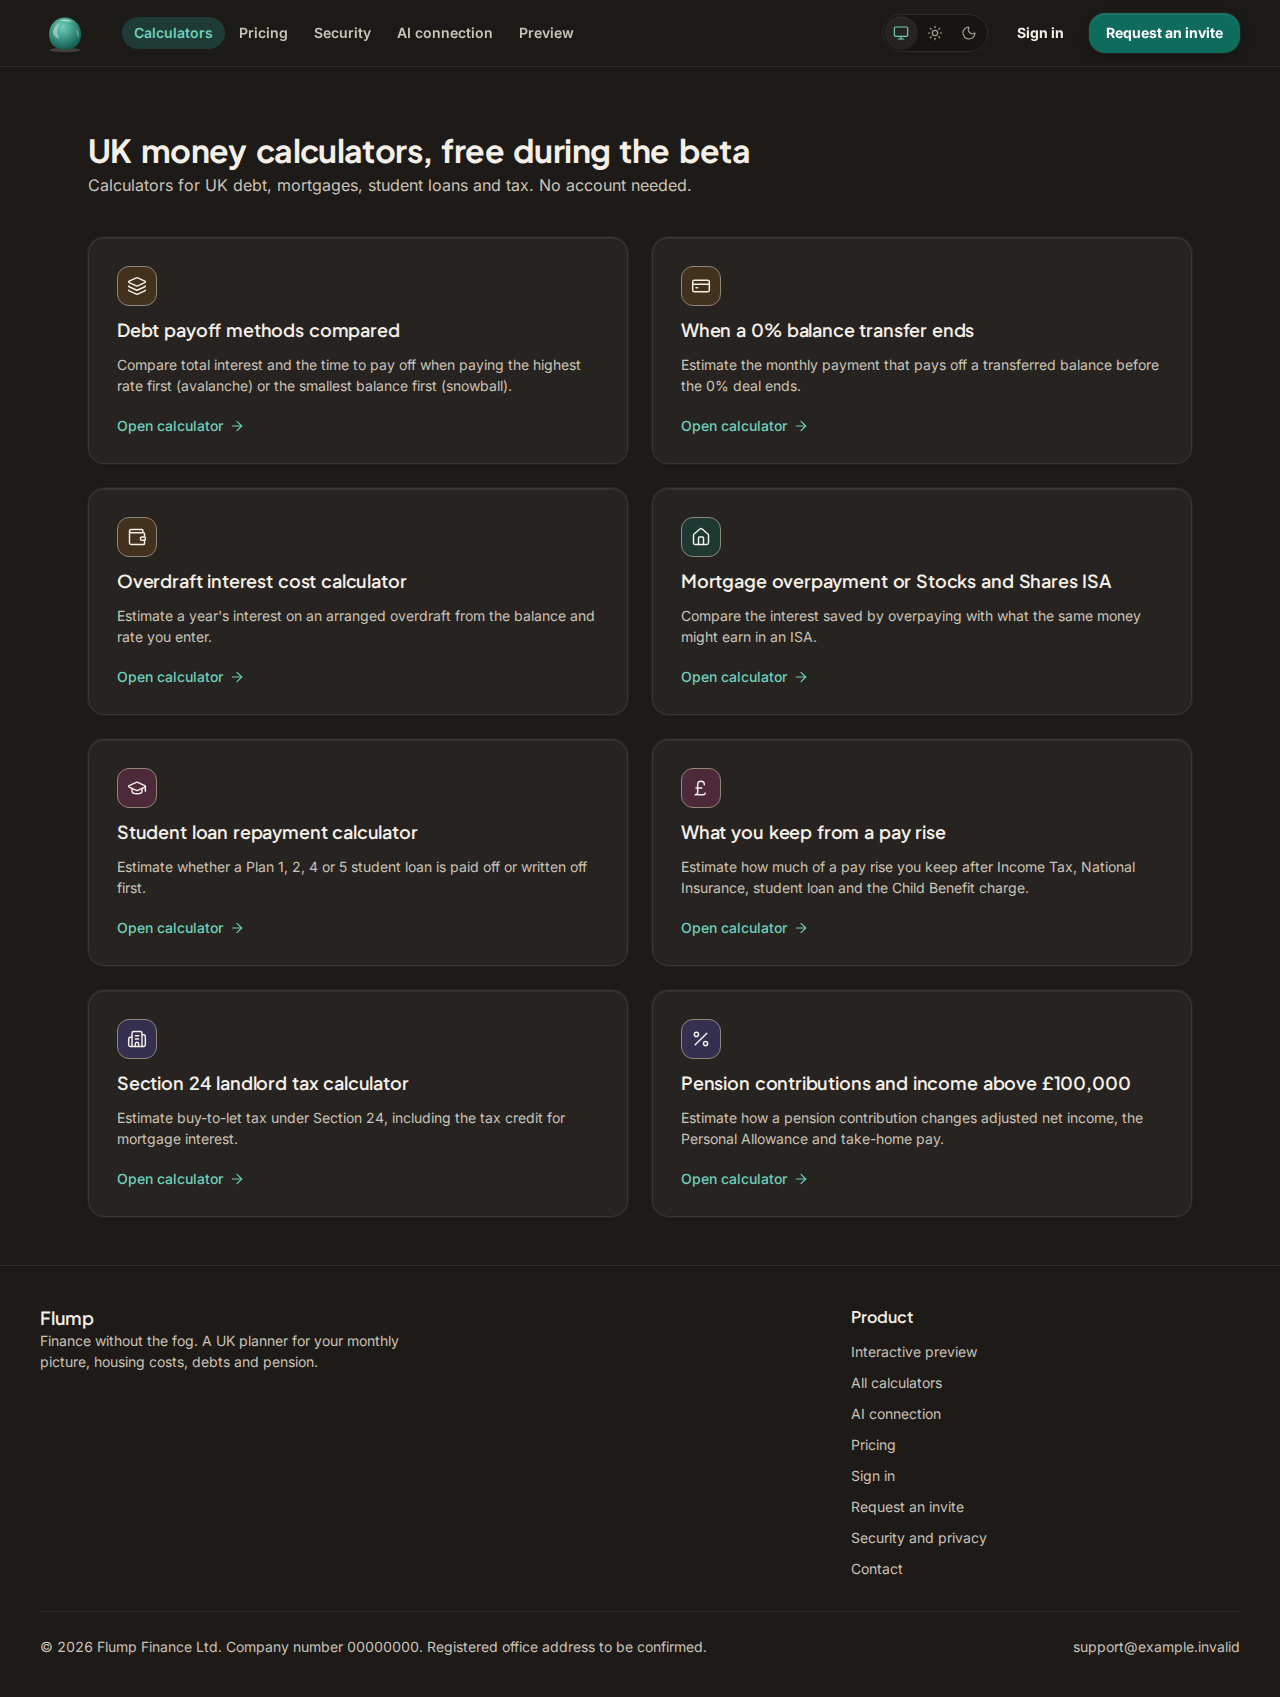 Calculators
Pricing
Security
AI connection
Preview
Sign in
Request an invite
UK money calculators, free during the beta
Calculators for UK debt, mortgages, student loans and tax. No account needed.
Debt payoff methods compared
Compare total interest and the time to pay off when paying the highest
rate first (avalanche) or the smallest balance first (snowball).
Open calculator
When a 0% balance transfer ends
Estimate the monthly payment that pays off a transferred balance before
the 0% deal ends.
Open calculator
Overdraft interest cost calculator
Estimate a year's interest on an arranged overdraft from the balance and
rate you enter.
Open calculator
Mortgage overpayment or Stocks and Shares ISA
Compare the interest saved by overpaying with what the same money
might earn in an ISA.
Open calculator
Student loan repayment calculator
Estimate whether a Plan 1, 2, 4 or 5 student loan is paid off or written off
first.
Open calculator
What you keep from a pay rise
Estimate how much of a pay rise you keep after Income Tax, National
Insurance, student loan and the Child Benefit charge.
Open calculator
Section 24 landlord tax calculator
Estimate buy-to-let tax under Section 24, including the tax credit for
mortgage interest.
Open calculator
Pension contributions and income above £100,000
Estimate how a pension contribution changes adjusted net income, the
Personal Allowance and take-home pay.
Open calculator
Flump
Finance without the fog. A UK planner for your monthly
picture, housing costs, debts and pension.
Product
Interactive preview
All calculators
AI connection
Pricing
Sign in
Request an invite
Security and privacy
Contact
© 2026 Flump Finance Ltd. Company number 00000000. Registered office address to be confirmed.
support@example.invalid